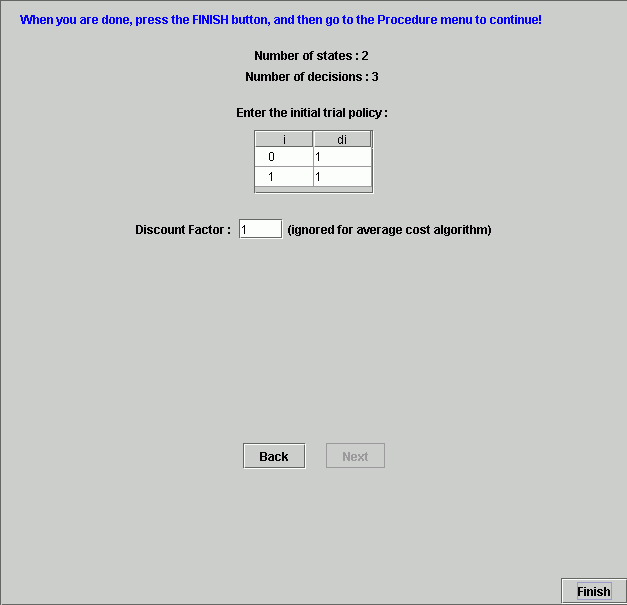 When you are done, press the FINISH button, and then go to the Procedure menu to continue!
Number of states : 2
Number of decisions : 3
Enter the initial trial policy :
i di
0 1
1 1
Discount Factor : 1 (ignored for average cost algorithm)
Back Next
Finish